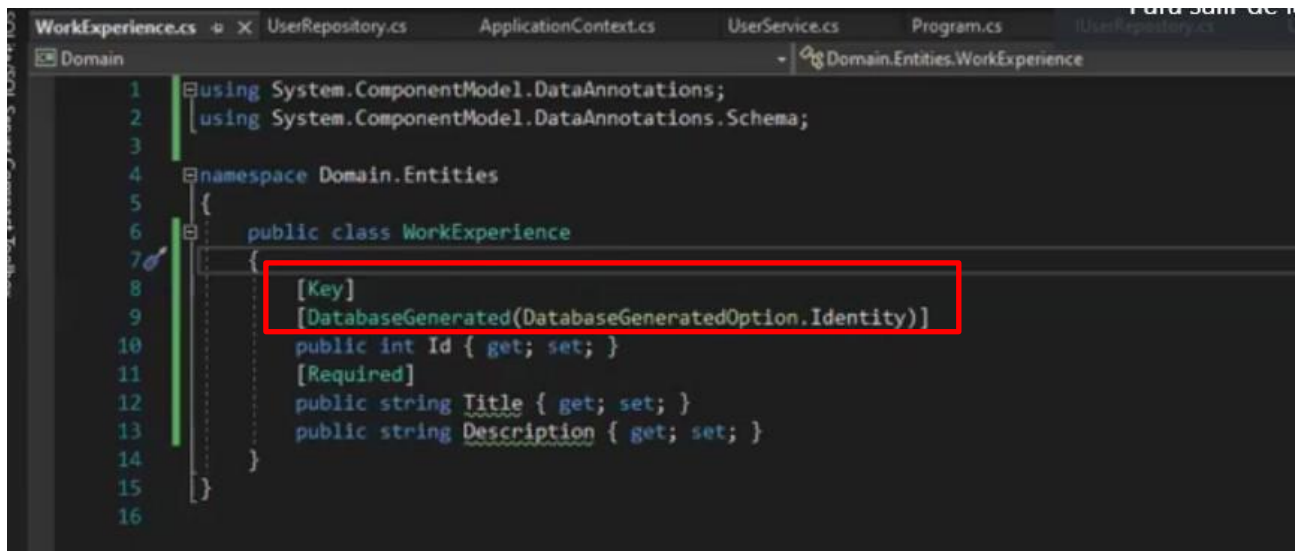 WorkExperience.cs UserRepository.cs ApplicationContext.cs UserService.cs Program.cs IUserRepository.cs
Domain Domain.Entities.WorkExperience
1 using System.ComponentModel.DataAnnotations;
2 using System.ComponentModel.DataAnnotations.Schema;
3
4 namespace Domain.Entities
5 {
6 public class WorkExperience
7 {
8 [Key]
9 [DatabaseGenerated(DatabaseGeneratedOption.Identity)]
10 public int Id { get; set; }
11 [Required]
12 public string Title { get; set; }
13 public string Description { get; set; }
14 }
15 }
16